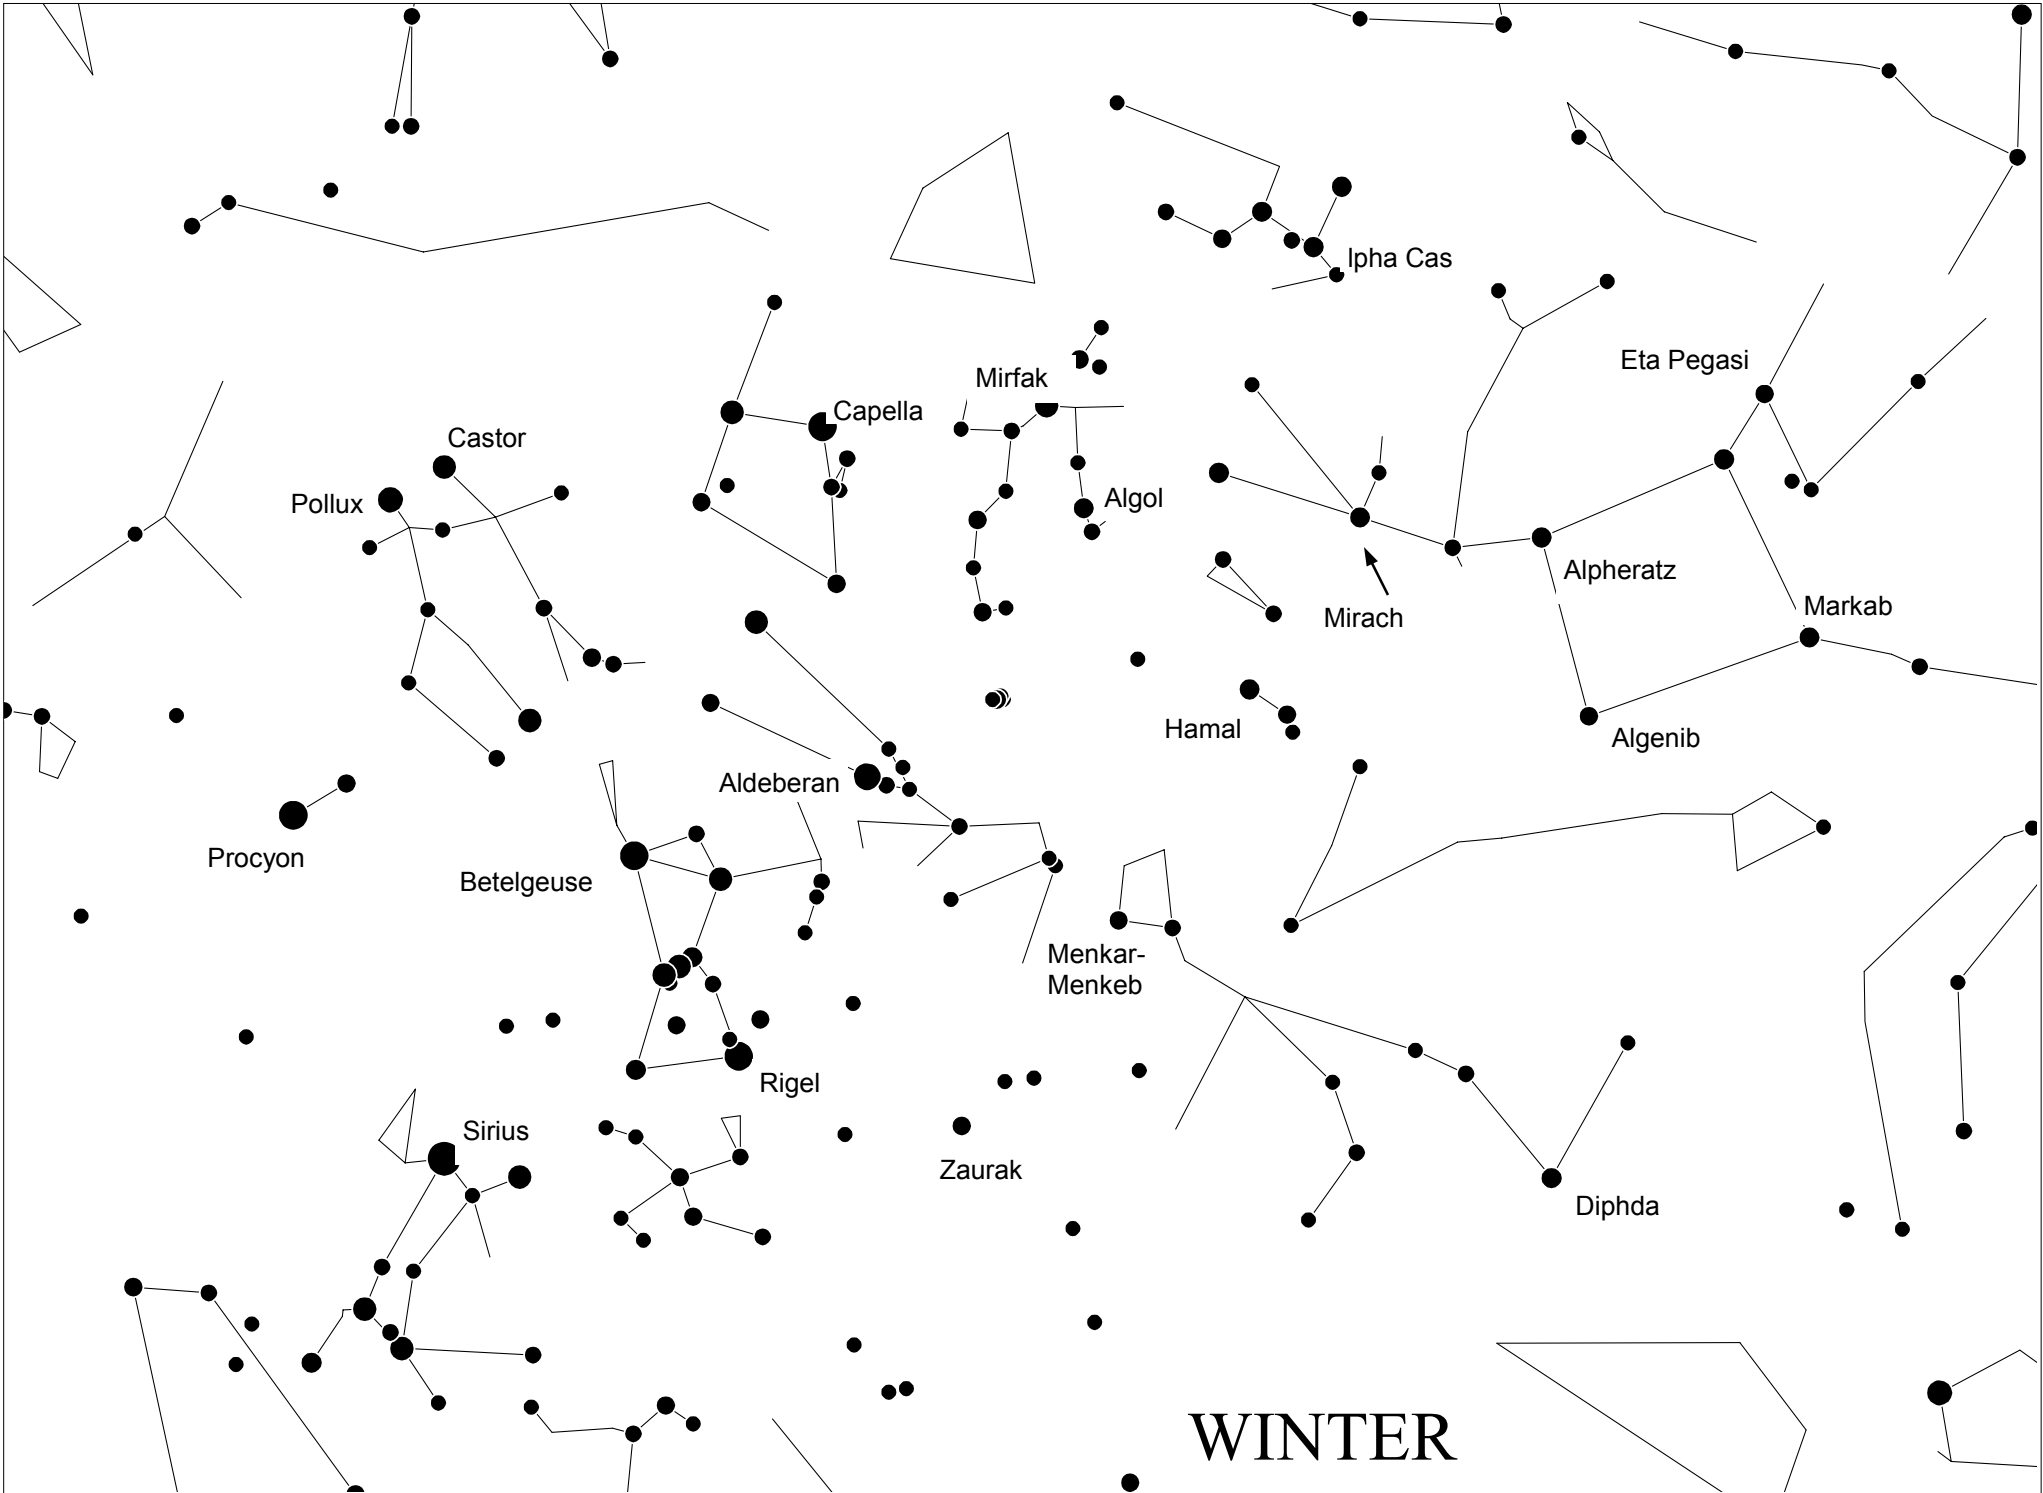 Ipha Cas
Eta Pegasi
Mirfak
Capella
Castor
Pollux
Algol
Alpheratz
Markab
Mirach
Hamal
Algenib
Aldeberan
Procyon
Betelgeuse
Menkar-
Menkeb
Rigel
Sirius
Zaurak
Diphda
WINTER